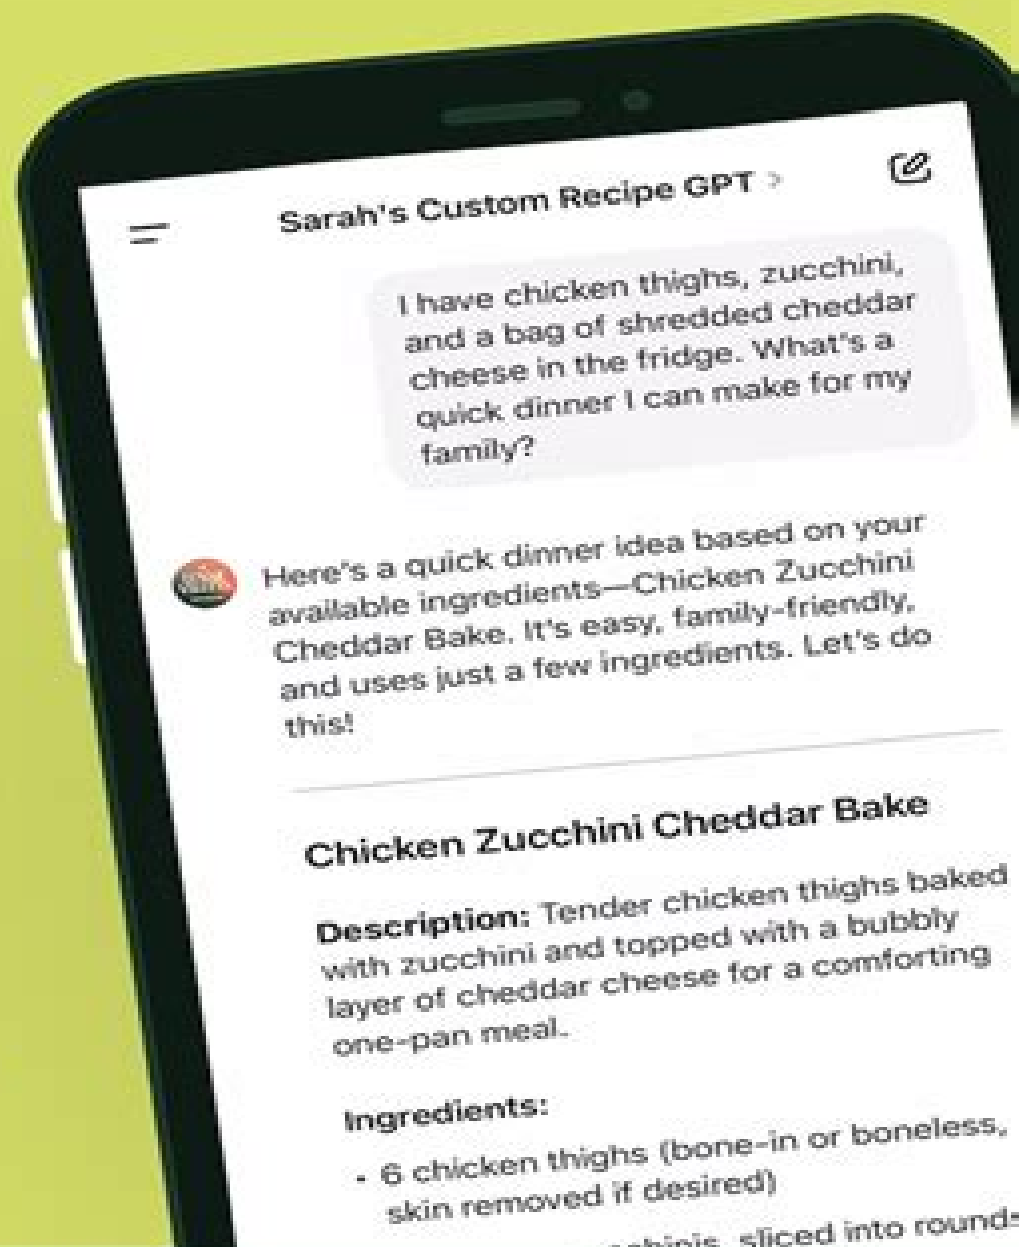 Sarah's Custom Recipe GPT >
I have chicken thighs, zucchini,
and a bag of shredded cheddar
cheese in the fridge. What's a
quick dinner I can make for my
family?
Here's a quick dinner idea based on your
available ingredients—Chicken Zucchini
Cheddar Bake. It's easy, family-friendly,
and uses just a few ingredients. Let's do
this!
Chicken Zucchini Cheddar Bake
Description: Tender chicken thighs baked
with zucchini and topped with a bubbly
layer of cheddar cheese for a comforting
one-pan meal.
Ingredients:
• 6 chicken thighs (bone-in or boneless,
skin removed if desired)
sliced into rounds